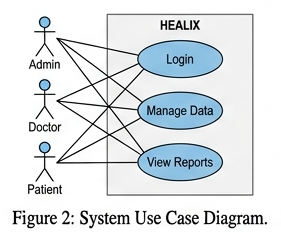 HEALIX
Admin
Login
Doctor
Manage Data
Patient
View Reports
Figure 2: System Use Case Diagram.